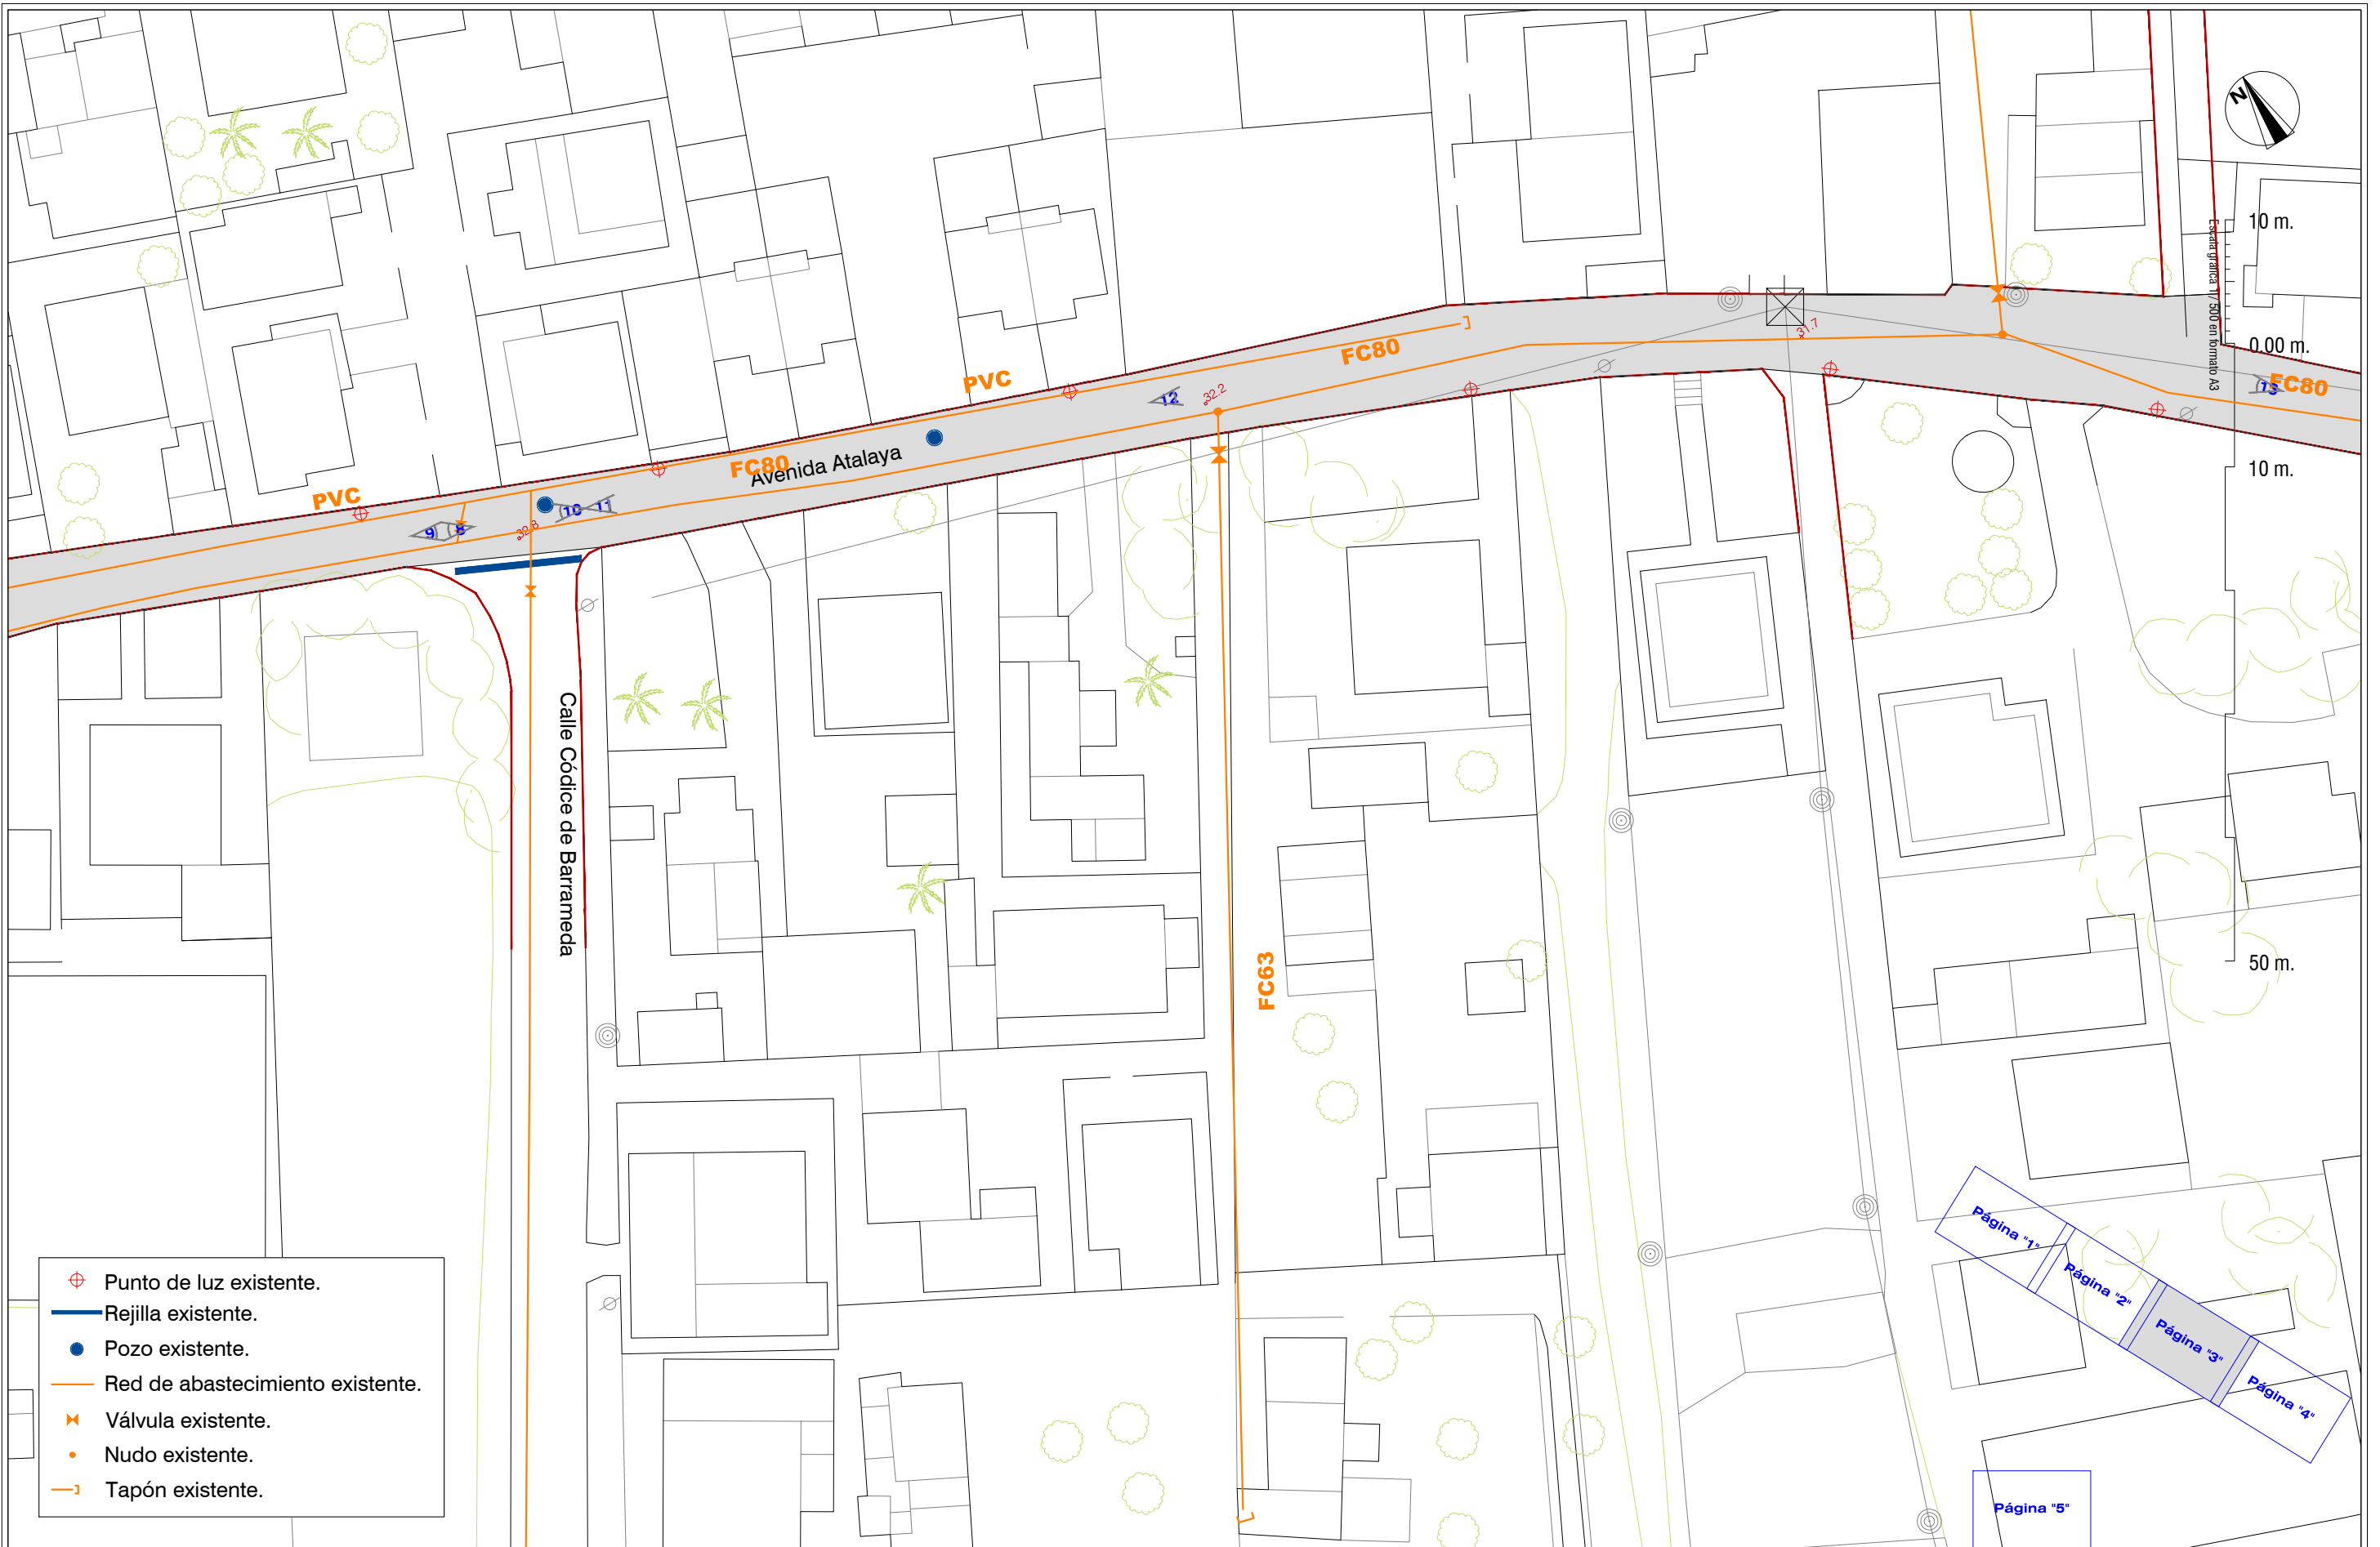 N
10 m.
Escala gráfica 1 / 500 en formato A3
0.00 m.
10 m.
50 m.
31.7
FC80
PVC
12
32.2
13
FC80
FC80
Avenida Atalaya
PVC
9
8
32.8
10
11
Calle Códice de Barrameda
FC63
Punto de luz existente.
Rejilla existente.
Pozo existente.
Red de abastecimiento existente.
Válvula existente.
Nudo existente.
Tapón existente.
Página "1"
Página "2"
Página "3"
Página "4"
Página "5"